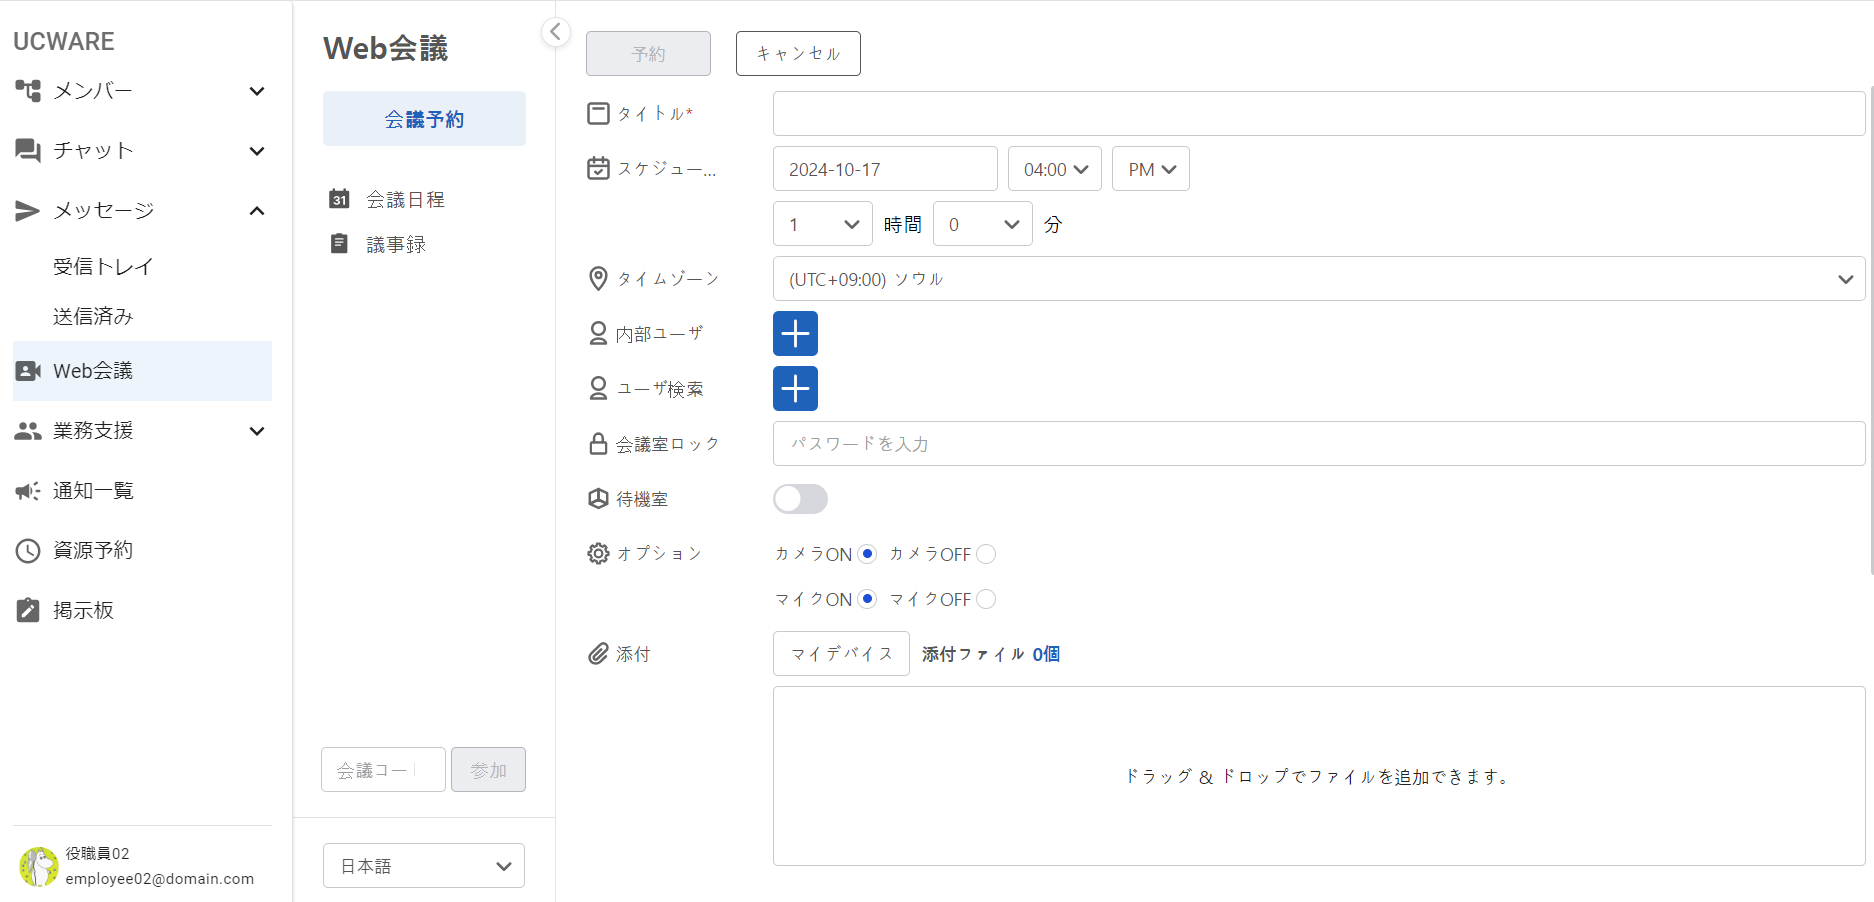 UCWARE
メンバー
チャット
メッセージ
受信トレイ
送信済み
Web会議
業務支援
通知一覧
資源予約
掲示板
役職員02
employee02@domain.com
Web会議
会議予約
31 会議日程
議事録
会議コー
参加
日本語
予約 キャンセル
タイトル*
スケジュー... 2024-10-17 04:00 PM
1 時間 0 分
タイムゾーン (UTC+09:00) ソウル
内部ユーザ
ユーザ検索
会議室ロック パスワードを入力
待機室
オプション カメラON カメラOFF
マイクON マイクOFF
添付 マイデバイス 添付ファイル 0個
ドラッグ & ドロップでファイルを追加できます。